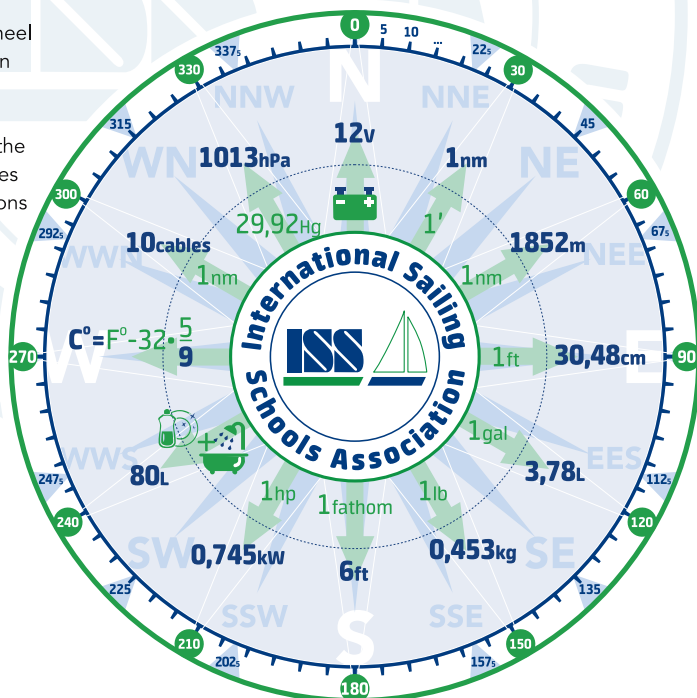 heel
n
the
es
ons
0
5
10
...
22s
30
45
60
67s
90
112s
120
135
150
157s
180
202s
210
225
240
247s
270
292s
300
315
330
337s
N
NNE
NE
NEE
E
EES
SE
SSE
S
SSW
SW
WWS
W
WWN
WN
NNW
12v
1nm
1'
1852m
1nm
30,48cm
1ft
3,78L
1gal
0,453kg
1lb
6ft
1fathom
0,745kW
1hp
80L
+
C°=F°-32·5
9
10cables
1nm
1013hPa
29,92Hg
- +
International Sailing
Schools Association
ISS